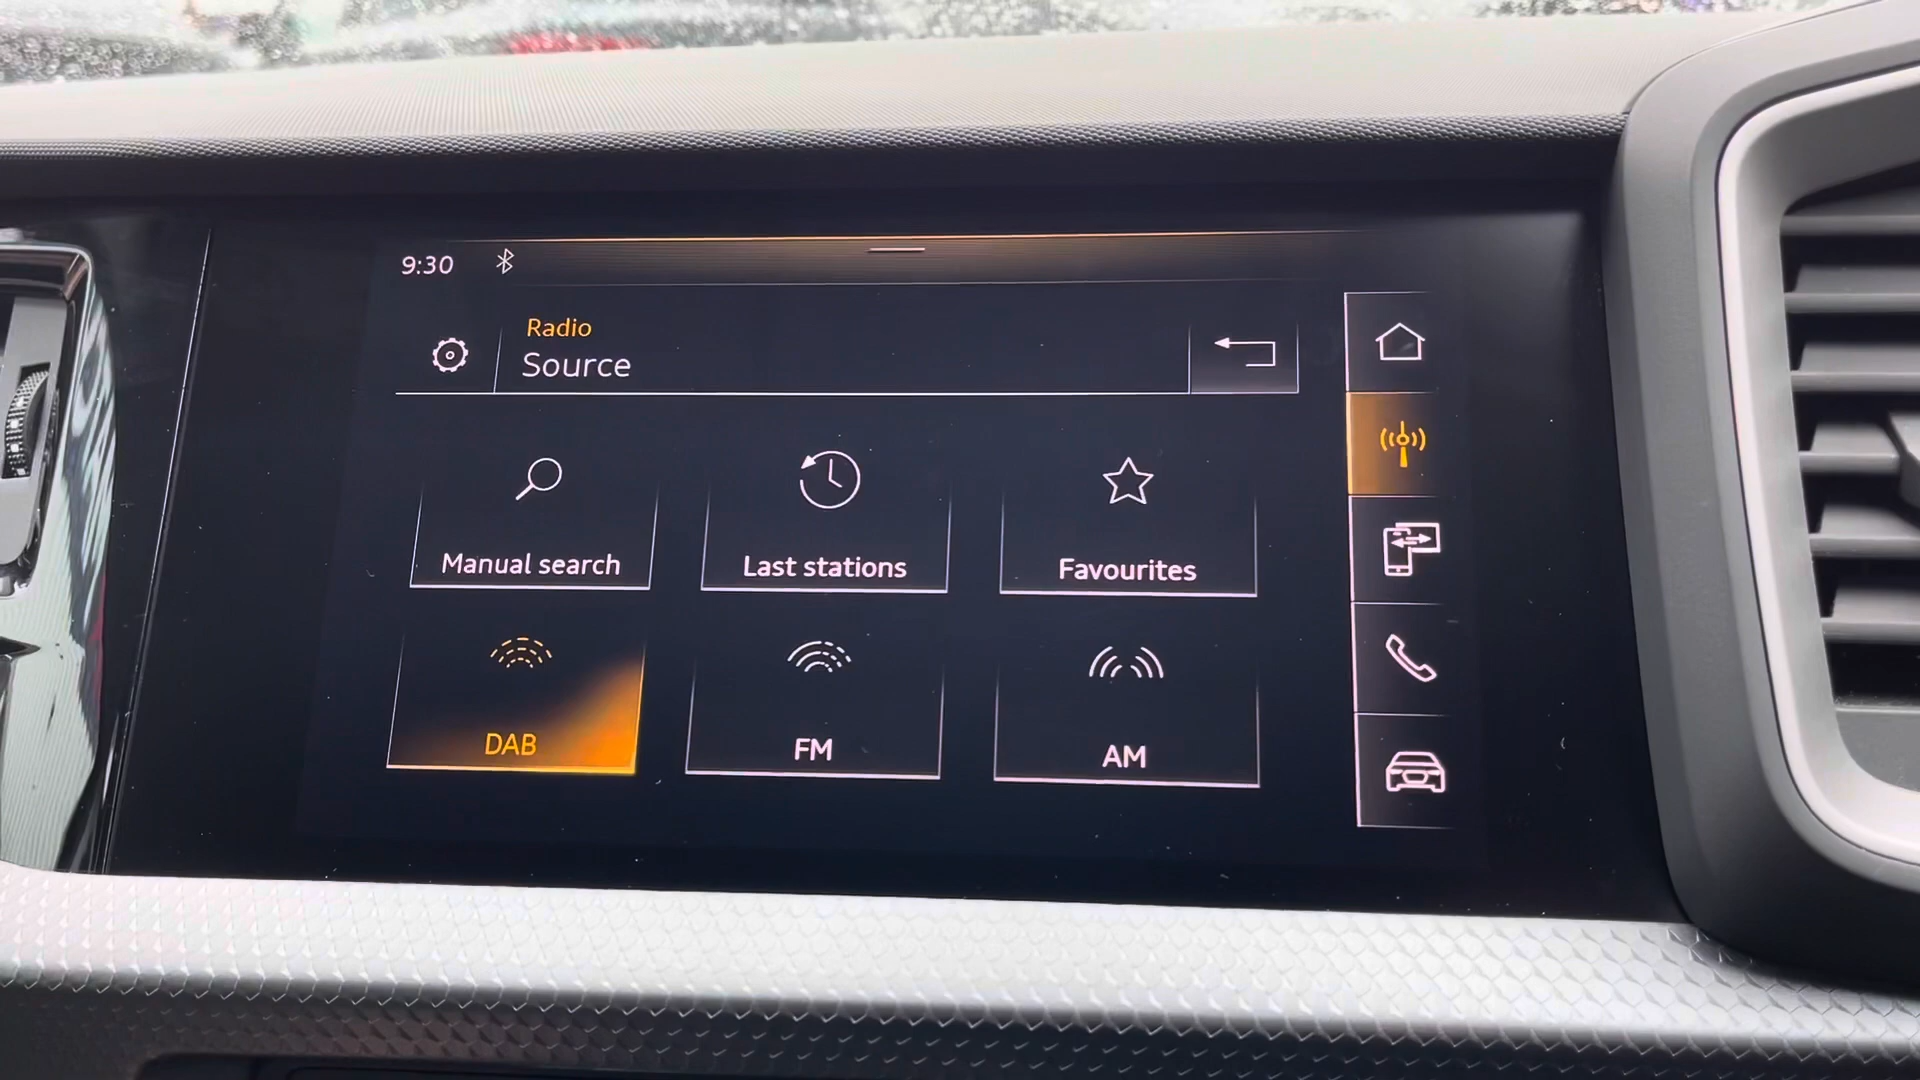 9:30
Radio
Source
Manual search
Last stations
Favourites
DAB
FM
AM